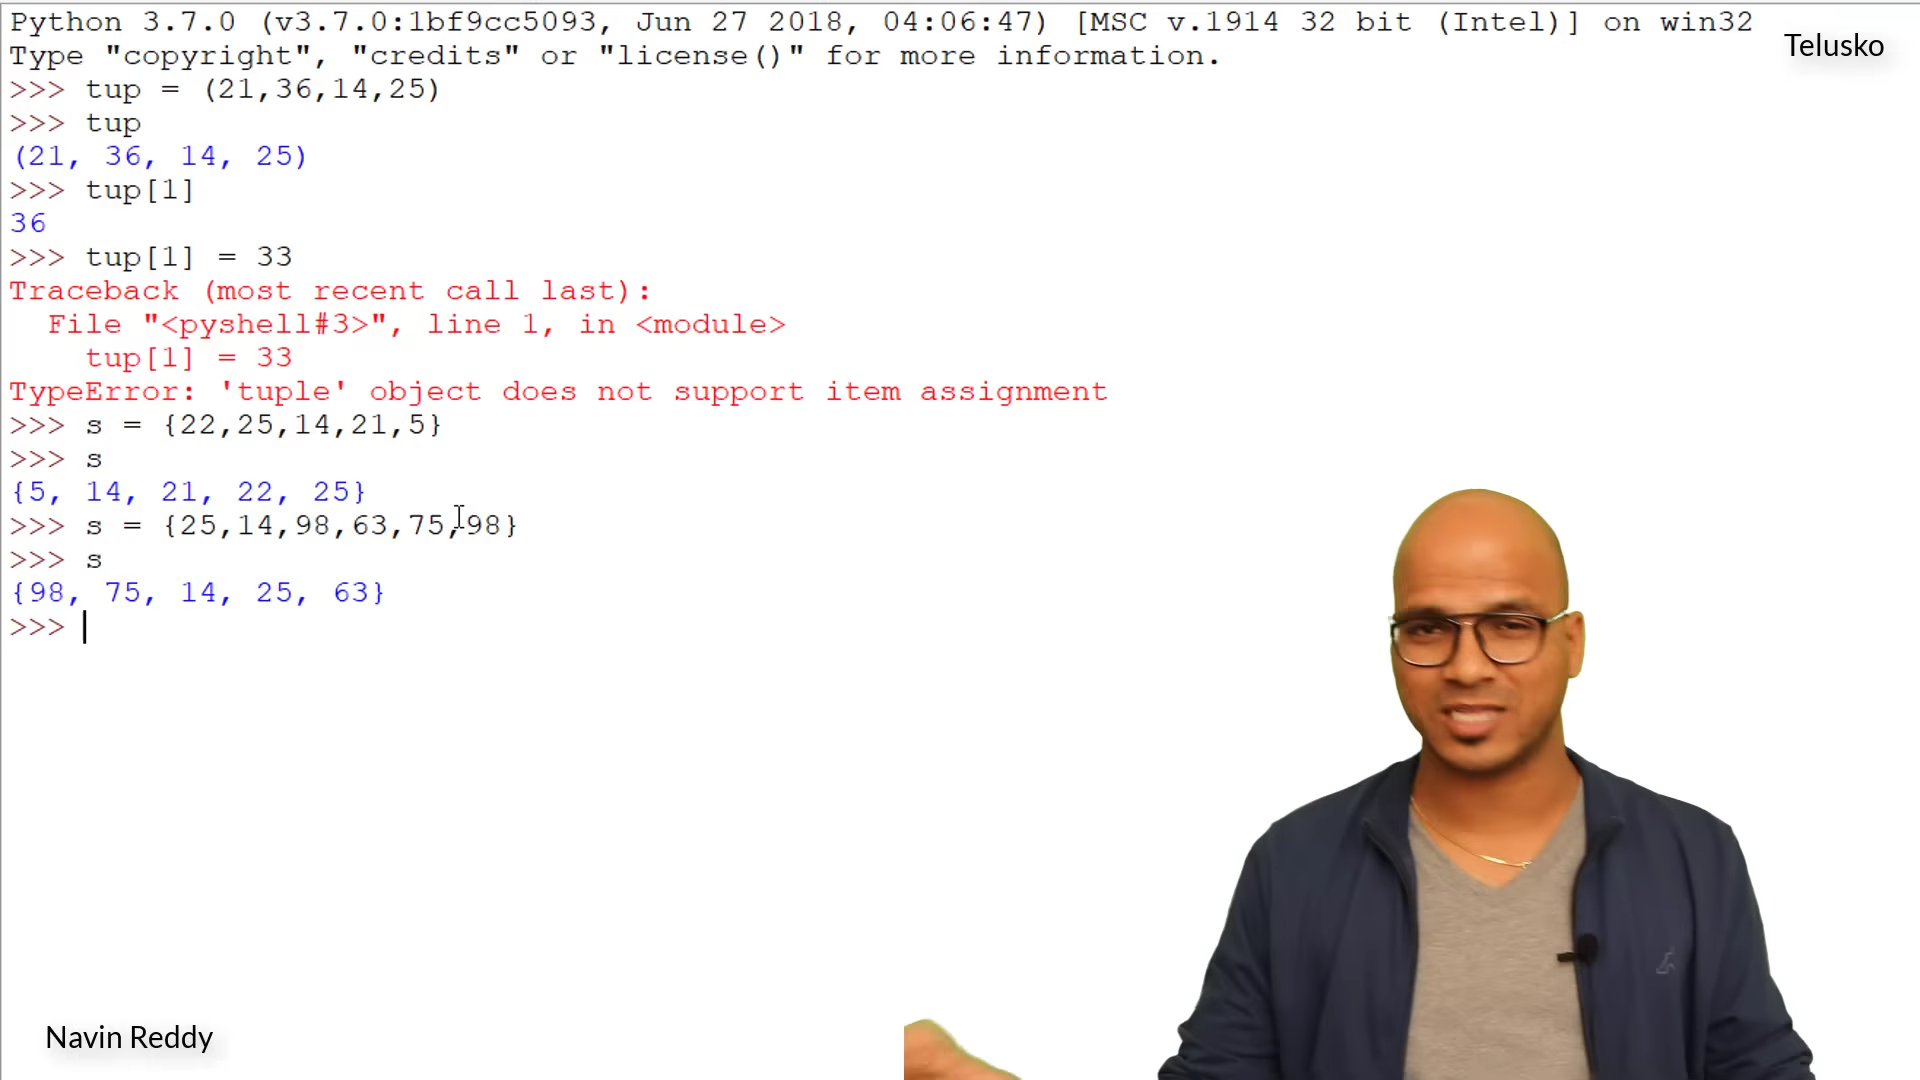 Python 3.7.0 (v3.7.0:1bf9cc5093, Jun 27 2018, 04:06:47) [MSC v.1914 32 bit (Intel)] on win32
Type "copyright", "credits" or "license()" for more information.
Telusko
>>> tup = (21,36,14,25)
>>> tup
(21, 36, 14, 25)
>>> tup[1]
36
>>> tup[1] = 33
Traceback (most recent call last):
  File "<pyshell#3>", line 1, in <module>
    tup[1] = 33
TypeError: 'tuple' object does not support item assignment
>>> s = {22,25,14,21,5}
>>> s
{5, 14, 21, 22, 25}
>>> s = {25,14,98,63,75,98}
>>> s
{98, 75, 14, 25, 63}
>>>
Navin Reddy